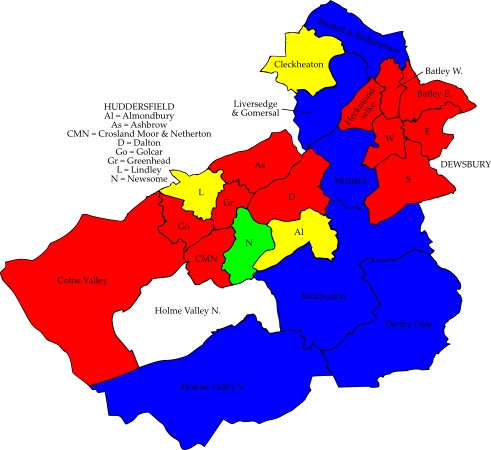 Birstall & Birkenshaw
Cleckheaton
Batley W.
Batley E.
Heckmond-
wike
Liversedge
& Gomersal
HUDDERSFIELD
Al = Almondbury
As = Ashbrow
CMN = Crosland Moor & Netherton
D = Dalton
Go = Golcar
Gr = Greenhead
L = Lindley
N = Newsome
W
E
DEWSBURY
As
Mirfield
S
L
Gr
D
Go
Al
N
CMN
Colne Valley
Kirkburton
Holme Valley N.
Denby Dale
Holme Valley S.